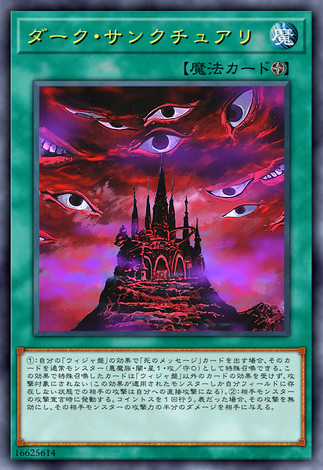 ダーク・サンクチュアリ
魔
【魔法カード】
①:自分の「ウィジャ盤」の効果で「死のメッセージ」カードを出す場合、そのカ
ードを通常モンスター(悪魔族・闇・星1・攻/守0)として特殊召喚できる。こ
の効果で特殊召喚したカードは「ウィジャ盤」以外のカードの効果を受けず、攻
撃対象にされない(この効果が適用されたモンスターしか自分フィールドに存
在しない状態での相手の攻撃は自分への直接攻撃になる)。②:相手モンスター
の攻撃宣言時に発動する。コイントスを1回行う。表だった場合、その攻撃を無
効にし、その相手モンスターの攻撃力の半分のダメージを相手に与える。
16625614